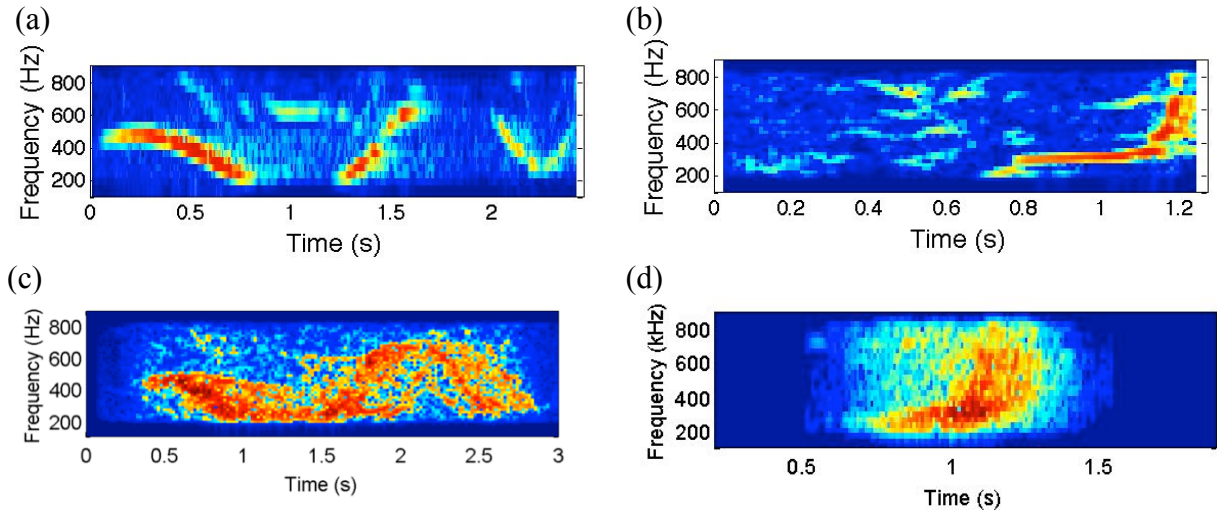 (a)
Frequency (Hz)
800
600
400
200
0 0.5 1 1.5 2
Time (s)
(b)
Frequency (Hz)
800
600
400
200
0 0.2 0.4 0.6 0.8 1 1.2
Time (s)
(c)
Frequency (Hz)
800
600
400
200
0 0.5 1 1.5 2 2.5 3
Time (s)
(d)
Frequency (kHz)
800
600
400
200
0.5 1 1.5
Time (s)